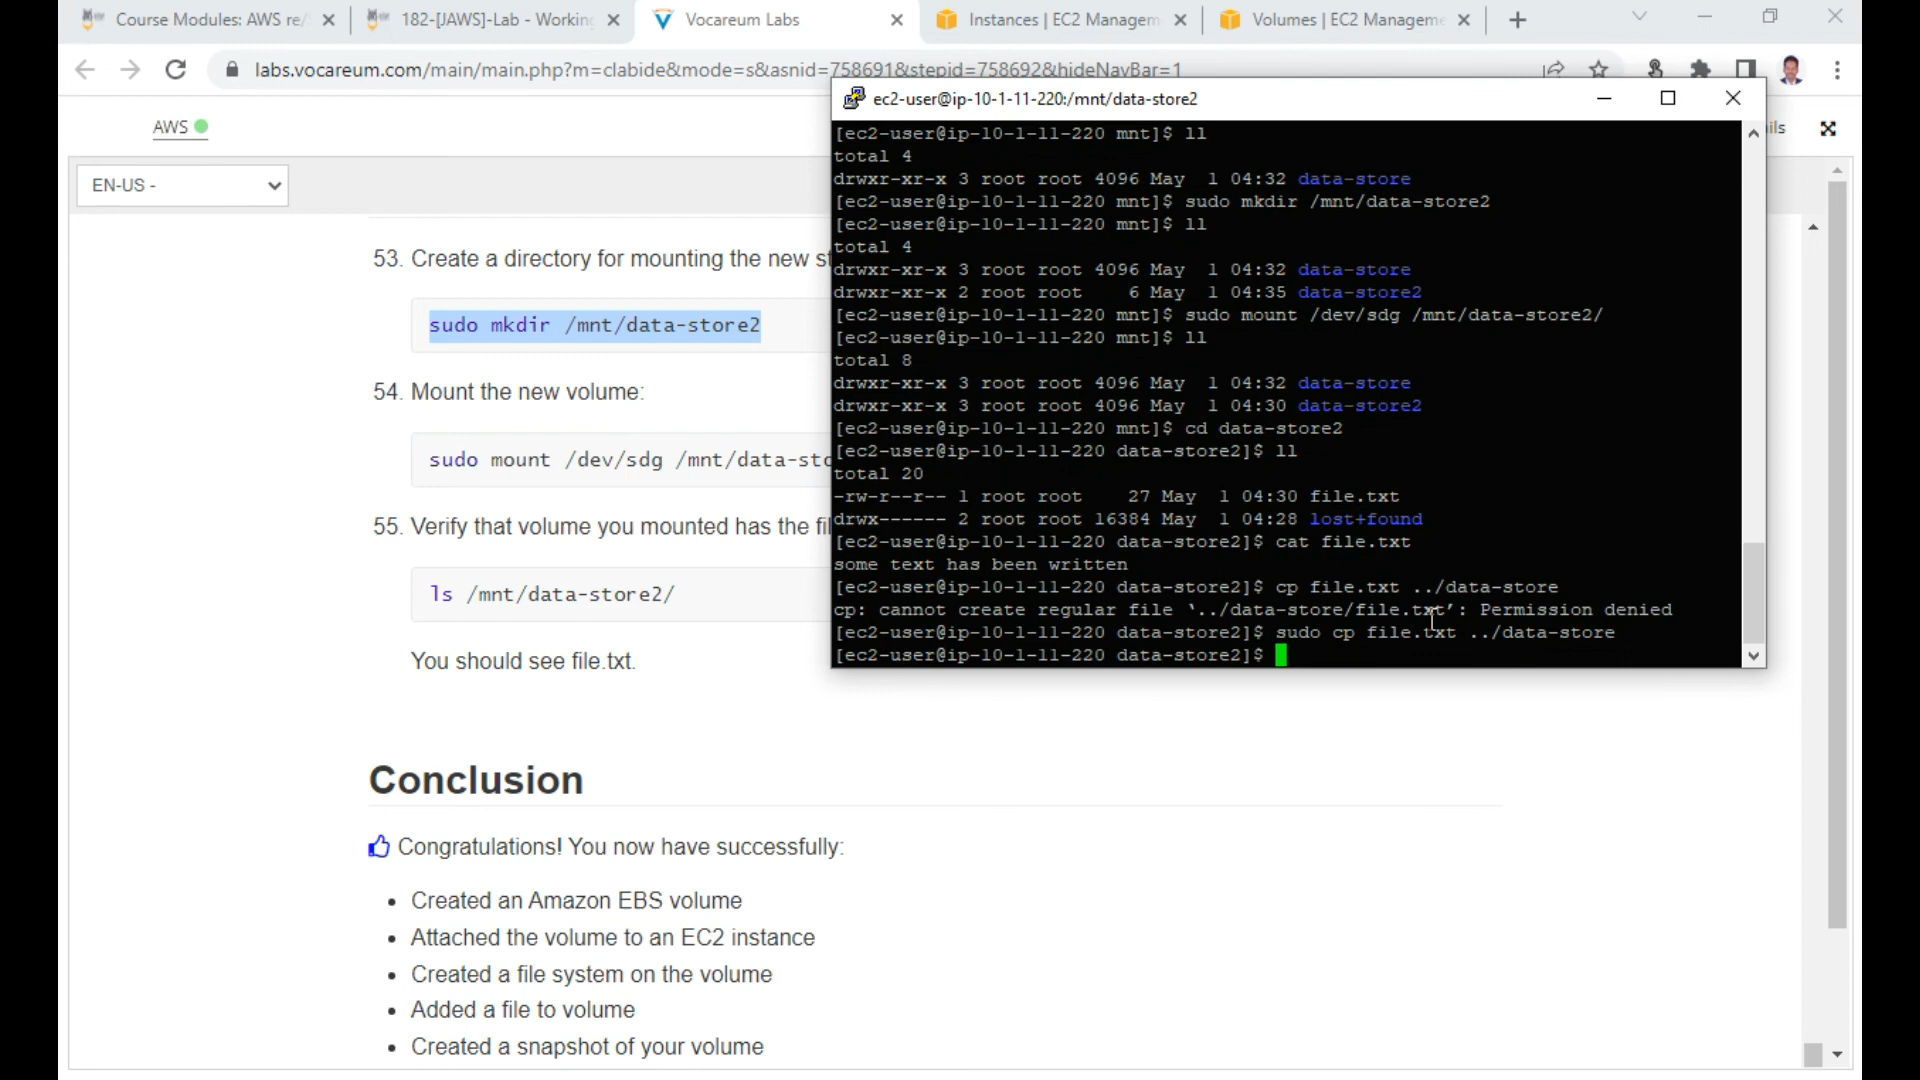 Course Modules: AWS re/
182-[JAWS]-Lab - Workin
Vocareum Labs
Instances | EC2 Managem
Volumes | EC2 Manageme
labs.vocareum.com/main/main.php?m=clabide&mode=s&asnid=758691&stepid=758692&hideNavBar=1
AWS
ils
EN-US -
53. Create a directory for mounting the new st
sudo mkdir /mnt/data-store2
54. Mount the new volume:
sudo mount /dev/sdg /mnt/data-sto
55. Verify that volume you mounted has the fil
ls /mnt/data-store2/
You should see file.txt.
Conclusion
Congratulations! You now have successfully:
• Created an Amazon EBS volume
• Attached the volume to an EC2 instance
• Created a file system on the volume
• Added a file to volume
• Created a snapshot of your volume
ec2-user@ip-10-1-11-220:/mnt/data-store2
[ec2-user@ip-10-1-11-220 mnt]$ ll
total 4
drwxr-xr-x 3 root root 4096 May  1 04:32 data-store
[ec2-user@ip-10-1-11-220 mnt]$ sudo mkdir /mnt/data-store2
[ec2-user@ip-10-1-11-220 mnt]$ ll
total 4
drwxr-xr-x 3 root root 4096 May  1 04:32 data-store
drwxr-xr-x 2 root root    6 May  1 04:35 data-store2
[ec2-user@ip-10-1-11-220 mnt]$ sudo mount /dev/sdg /mnt/data-store2/
[ec2-user@ip-10-1-11-220 mnt]$ ll
total 8
drwxr-xr-x 3 root root 4096 May  1 04:32 data-store
drwxr-xr-x 3 root root 4096 May  1 04:30 data-store2
[ec2-user@ip-10-1-11-220 mnt]$ cd data-store2
[ec2-user@ip-10-1-11-220 data-store2]$ ll
total 20
-rw-r--r-- 1 root root    27 May  1 04:30 file.txt
drwx------ 2 root root 16384 May  1 04:28 lost+found
[ec2-user@ip-10-1-11-220 data-store2]$ cat file.txt
some text has been written
[ec2-user@ip-10-1-11-220 data-store2]$ cp file.txt ../data-store
cp: cannot create regular file ‘../data-store/file.txt’: Permission denied
[ec2-user@ip-10-1-11-220 data-store2]$ sudo cp file.txt ../data-store
[ec2-user@ip-10-1-11-220 data-store2]$